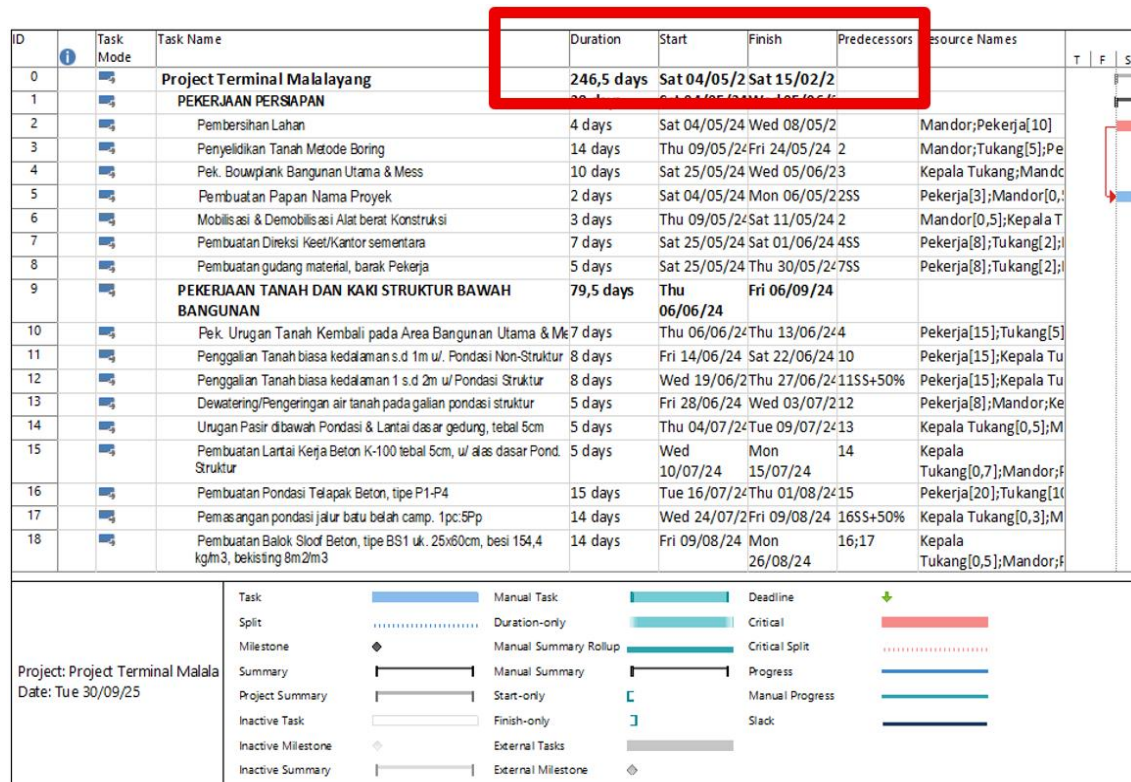 ID Task Mode Task Name Duration Start Finish Predecessors Resource Names
T F S
0 Project Terminal Malalayang 246,5 days Sat 04/05/2 Sat 15/02/2
1 PEKERJAAN PERSIAPAN
2 Pembersihan Lahan 4 days Sat 04/05/24 Wed 08/05/2 Mandor;Pekerja[10]
3 Penyelidikan Tanah Metode Boring 14 days Thu 09/05/24 Fri 24/05/24 2 Mandor;Tukang[5];Pe
4 Pek. Bouwplank Bangunan Utama & Mess 10 days Sat 25/05/24 Wed 05/06/2 3 Kepala Tukang;Mando
5 Pembuatan Papan Nama Proyek 2 days Sat 04/05/24 Mon 06/05/2 2SS Pekerja[3];Mandor[0,5
6 Mobilisasi & Demobilisasi Alat berat Konstruksi 3 days Thu 09/05/24 Sat 11/05/24 2 Mandor[0,5];Kepala T
7 Pembuatan Direksi Keet/Kantor sementara 7 days Sat 25/05/24 Sat 01/06/24 4SS Pekerja[8];Tukang[2];
8 Pembuatan gudang material, barak Pekerja 5 days Sat 25/05/24 Thu 30/05/24 7SS Pekerja[8];Tukang[2];
9 PEKERJAAN TANAH DAN KAKI STRUKTUR BAWAH BANGUNAN 79,5 days Thu 06/06/24 Fri 06/09/24
10 Pek. Urugan Tanah Kembali pada Area Bangunan Utama & Me 7 days Thu 06/06/24 Thu 13/06/24 4 Pekerja[15];Tukang[5]
11 Penggalian Tanah biasa kedalaman s.d 1m u/. Pondasi Non-Struktur 8 days Fri 14/06/24 Sat 22/06/24 10 Pekerja[15];Kepala Tu
12 Penggalian Tanah biasa kedalaman 1 s.d 2m u/ Pondasi Struktur 8 days Wed 19/06/2 Thu 27/06/24 11SS+50% Pekerja[15];Kepala Tu
13 Dewatering/Pengeringan air tanah pada galian pondasi struktur 5 days Fri 28/06/24 Wed 03/07/2 12 Pekerja[8];Mandor;Ke
14 Urugan Pasir dibawah Pondasi & Lantai dasar gedung, tebal 5cm 5 days Thu 04/07/24 Tue 09/07/24 13 Kepala Tukang[0,5];M
15 Pembuatan Lantai Kerja Beton K-100 tebal 5cm, u/ alas dasar Pond. Struktur 5 days Wed 10/07/24 Mon 15/07/24 14 Kepala Tukang[0,7];Mandor;P
16 Pembuatan Pondasi Telapak Beton, tipe P1-P4 15 days Tue 16/07/24 Thu 01/08/24 15 Pekerja[20];Tukang[10
17 Pemasangan pondasi jalur batu belah camp. 1pc:5Pp 14 days Wed 24/07/2 Fri 09/08/24 16SS+50% Kepala Tukang[0,3];M
18 Pembuatan Balok Sloof Beton, tipe BS1 uk. 25x60cm, besi 154,4 kg/m3, bekisting 8m2/m3 14 days Fri 09/08/24 Mon 26/08/24 16;17 Kepala Tukang[0,5];Mandor;P
Project: Project Terminal Malala
Date: Tue 30/09/25
Task Manual Task Deadline
Split Duration-only Critical
Milestone Manual Summary Rollup Critical Split
Summary Manual Summary Progress
Project Summary Start-only Manual Progress
Inactive Task Finish-only Slack
Inactive Milestone External Tasks
Inactive Summary External Milestone